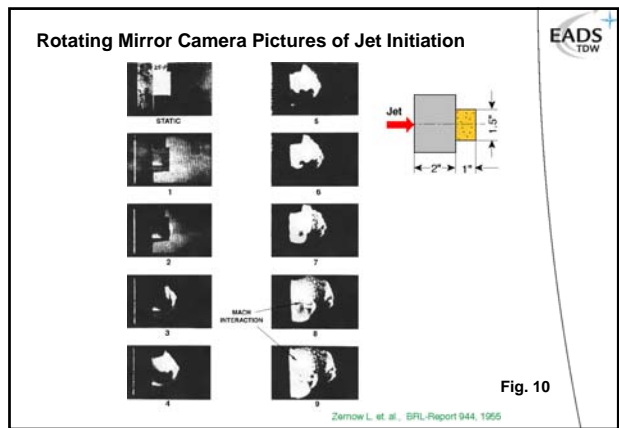 Rotating Mirror Camera Pictures of Jet Initiation
EADS
TDW
STATIC
1
2
3
4
5
6
7
MACH
INTERACTION
8
9
Jet
1.5"
2"
1"
Fig. 10
Zernow L. et. al., BRL-Report 944, 1955